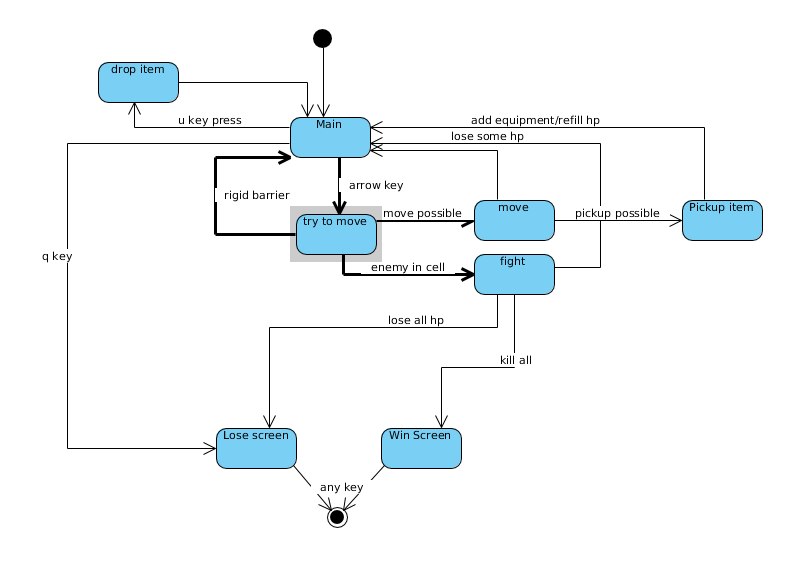 drop item
u key press
Main
add equipment/refill hp
lose some hp
rigid barrier
arrow key
try to move
move possible
move
pickup possible
Pickup item
q key
enemy in cell
fight
lose all hp
kill all
Lose screen
Win Screen
any key